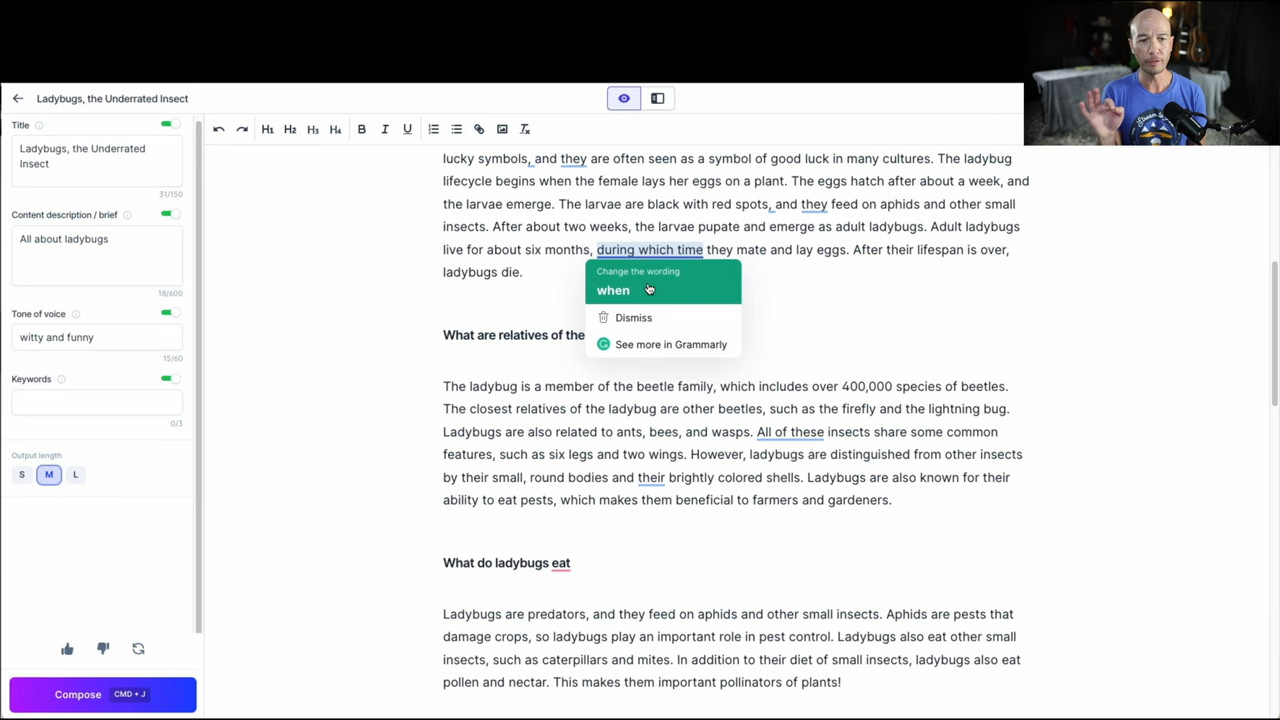 Ladybugs, the Underrated Insect
Title
Ladybugs, the Underrated
Insect
31/150
Content description / brief
All about ladybugs
18/600
Tone of voice
witty and funny
15/60
Keywords
0/3
Output length
S M L
Compose CMD + J
H1 H2 H3 H4 B I U
lucky symbols, and they are often seen as a symbol of good luck in many cultures. The ladybug
lifecycle begins when the female lays her eggs on a plant. The eggs hatch after about a week, and
the larvae emerge. The larvae are black with red spots, and they feed on aphids and other small
insects. After about two weeks, the larvae pupate and emerge as adult ladybugs. Adult ladybugs
live for about six months, during which time they mate and lay eggs. After their lifespan is over,
ladybugs die.
Change the wording
when
Dismiss
See more in Grammarly
What are relatives of the
The ladybug is a member of the beetle family, which includes over 400,000 species of beetles.
The closest relatives of the ladybug are other beetles, such as the firefly and the lightning bug.
Ladybugs are also related to ants, bees, and wasps. All of these insects share some common
features, such as six legs and two wings. However, ladybugs are distinguished from other insects
by their small, round bodies and their brightly colored shells. Ladybugs are also known for their
ability to eat pests, which makes them beneficial to farmers and gardeners.
What do ladybugs eat
Ladybugs are predators, and they feed on aphids and other small insects. Aphids are pests that
damage crops, so ladybugs play an important role in pest control. Ladybugs also eat other small
insects, such as caterpillars and mites. In addition to their diet of small insects, ladybugs also eat
pollen and nectar. This makes them important pollinators of plants!